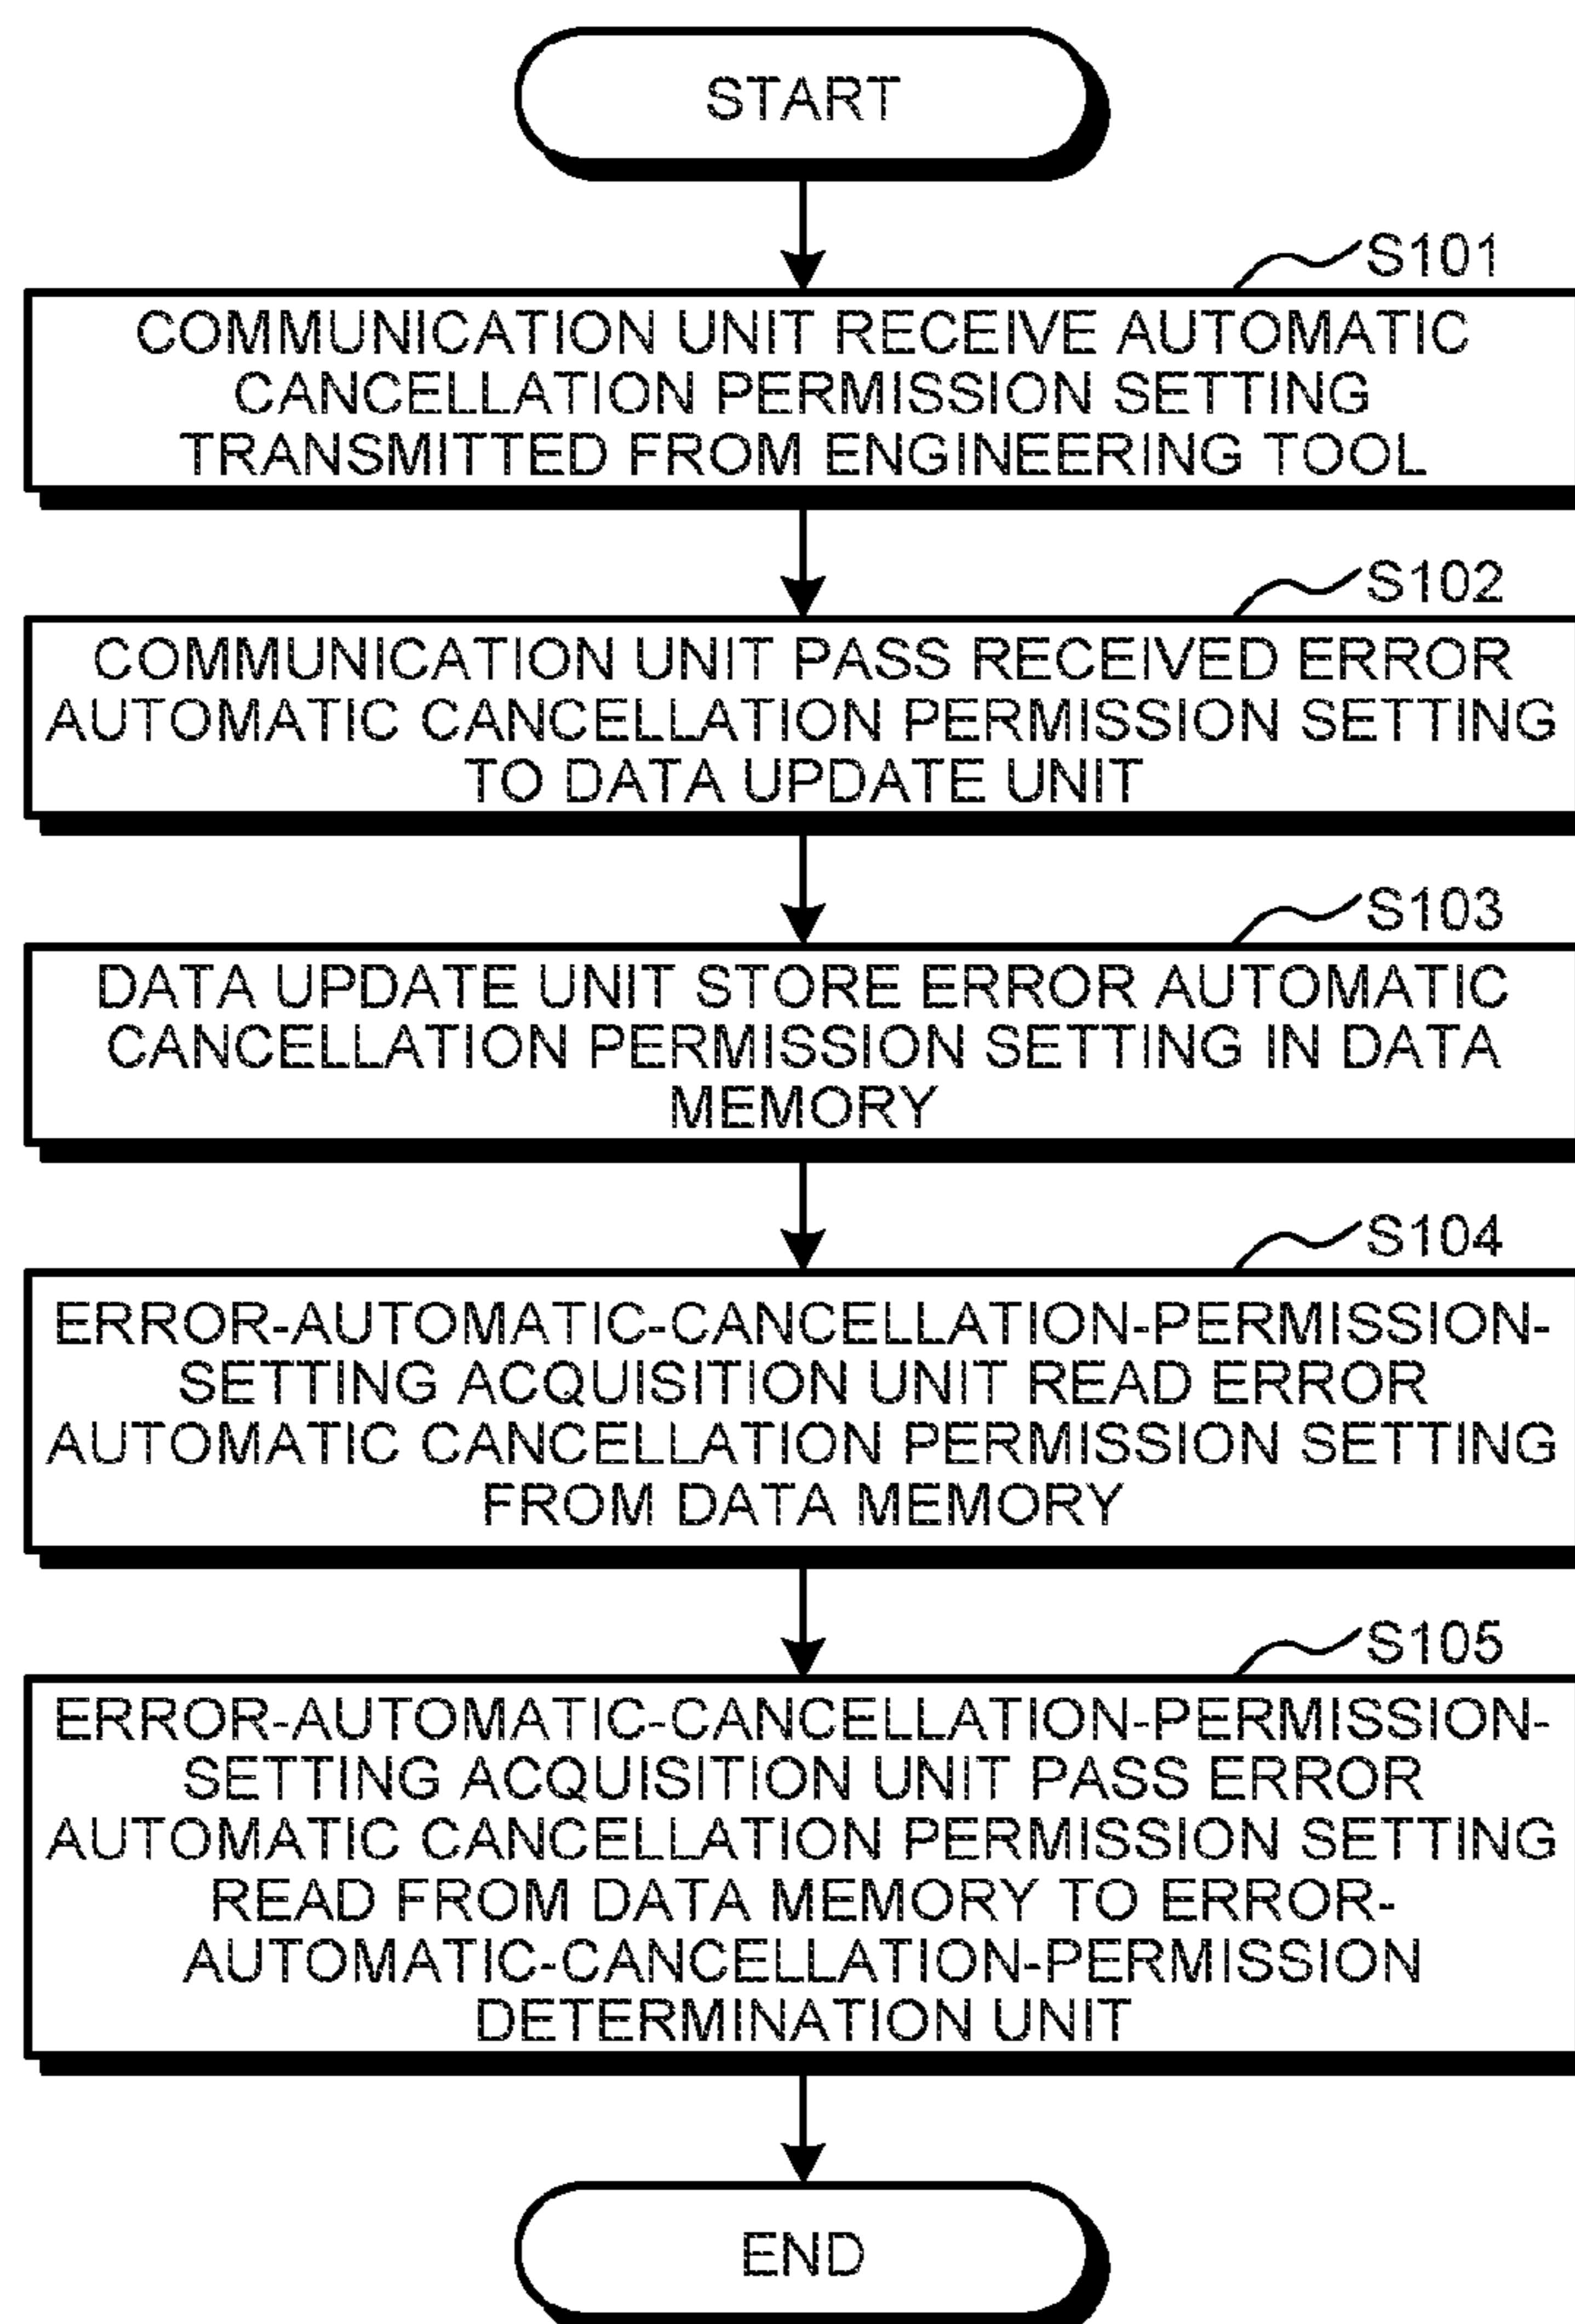 START
S101
COMMUNICATION UNIT RECEIVE AUTOMATIC
CANCELLATION PERMISSION SETTING
TRANSMITTED FROM ENGINEERING TOOL
S102
COMMUNICATION UNIT PASS RECEIVED ERROR
AUTOMATIC CANCELLATION PERMISSION SETTING
TO DATA UPDATE UNIT
S103
DATA UPDATE UNIT STORE ERROR AUTOMATIC
CANCELLATION PERMISSION SETTING IN DATA
MEMORY
S104
ERROR-AUTOMATIC-CANCELLATION-PERMISSION-
SETTING ACQUISITION UNIT READ ERROR
AUTOMATIC CANCELLATION PERMISSION SETTING
FROM DATA MEMORY
S105
ERROR-AUTOMATIC-CANCELLATION-PERMISSION-
SETTING ACQUISITION UNIT PASS ERROR
AUTOMATIC CANCELLATION PERMISSION SETTING
READ FROM DATA MEMORY TO ERROR-
AUTOMATIC-CANCELLATION-PERMISSION
DETERMINATION UNIT
END